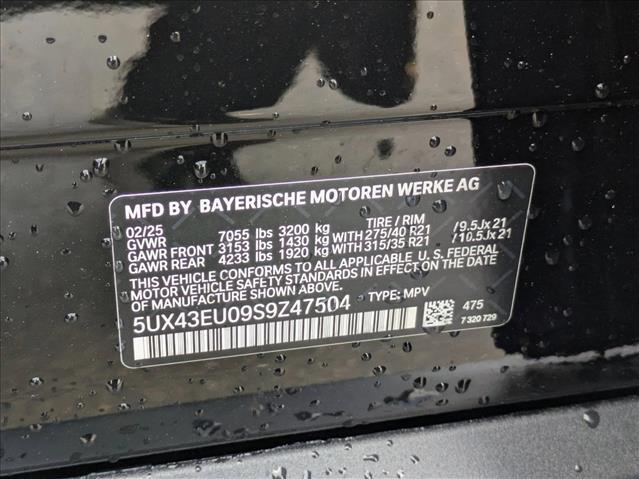 MFD BY BAYERISCHE MOTOREN WERKE AG
02/25 TIRE / RIM
GVWR 7055 lbs 3200 kg
GAWR FRONT 3153 lbs 1430 kg WITH 275/40 R21 /9.5Jx21
GAWR REAR 4233 lbs 1920 kg WITH 315/35 R21 /10.5Jx21
THIS VEHICLE CONFORMS TO ALL APPLICABLE U. S. FEDERAL
MOTOR VEHICLE SAFETY STANDARDS IN EFFECT ON THE DATE
OF MANUFACTURE SHOWN ABOVE.
5UX43EU09S9Z47504 TYPE: MPV
475
7 320 729